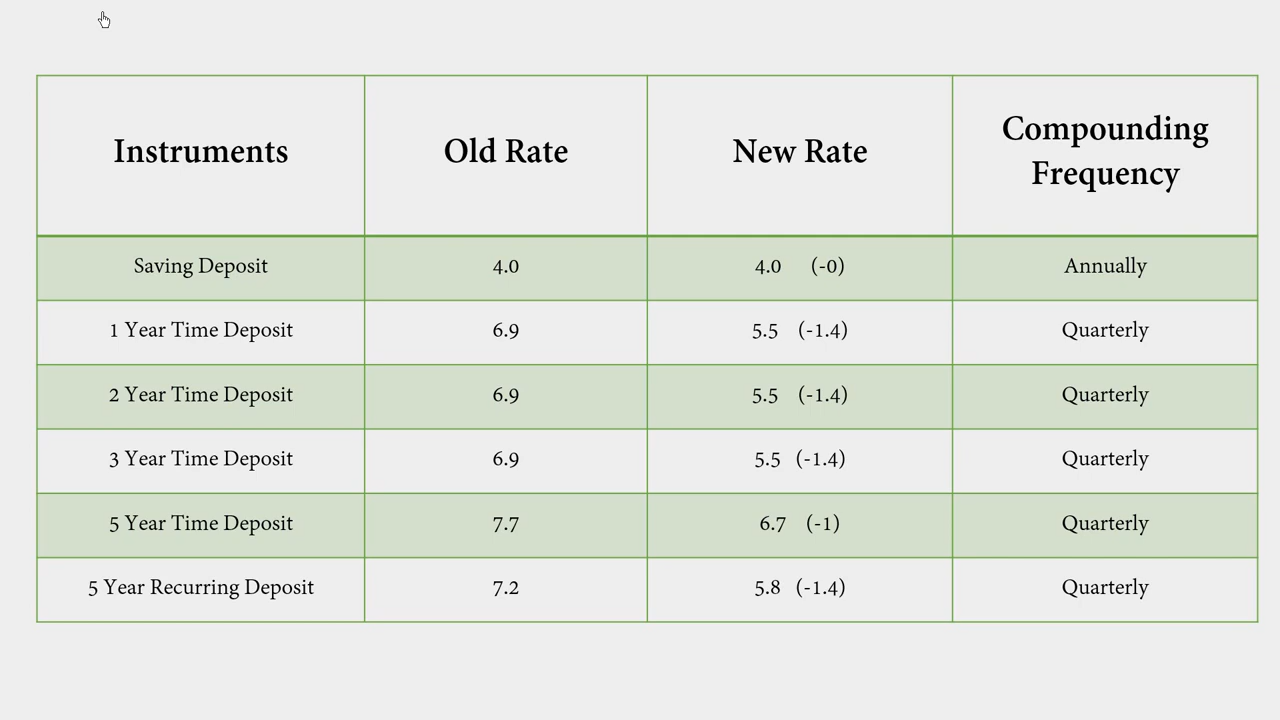 Instruments Old Rate New Rate Compounding
Frequency
Saving Deposit 4.0 4.0 (-0) Annually
1 Year Time Deposit 6.9 5.5 (-1.4) Quarterly
2 Year Time Deposit 6.9 5.5 (-1.4) Quarterly
3 Year Time Deposit 6.9 5.5 (-1.4) Quarterly
5 Year Time Deposit 7.7 6.7 (-1) Quarterly
5 Year Recurring Deposit 7.2 5.8 (-1.4) Quarterly